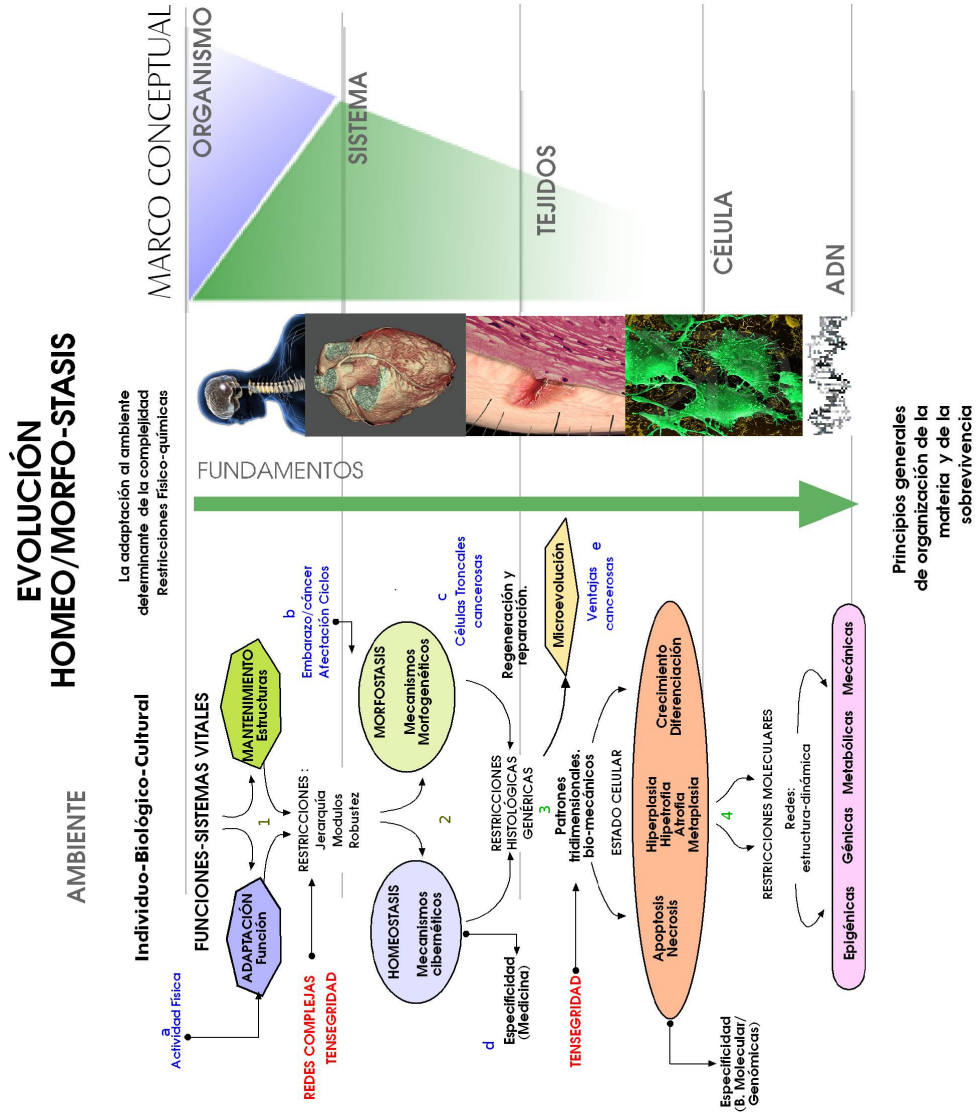 EVOLUCIÓN
HOMEO/MORFO-STASIS
AMBIENTE
MARCO CONCEPTUAL
Individuo-Biológico-Cultural
La adaptación al ambiente
determinante de la complejidad
Restricciones Físico-químicas
ORGANISMO
FUNCIONES-SISTEMAS VITALES
FUNDAMENTOS
a
Actividad Física
ADAPTACIÓN
Función
MANTENIMIENTO
Estructuras
1
b
Embarazo/cáncer
Afectación Ciclos
REDES COMPLEJAS
TENSEGRIDAD
RESTRICCIONES :
Jerarquía
Modulos
Robustez
SISTEMA
HOMEOSTASIS
Mecanismos
cibernéticos
2
MORFOSTASIS
Mecanismos
Morfogenéticos
c
Células Troncales
cancerosas
d
Especificidad
(Medicina)
RESTRICCIONES
HISTOLÓGICAS
GENÉRICAS
Regeneración y
reparación.
TEJIDOS
3
TENSEGRIDAD
Patrones
tridimensionales.
bio-mecánicos
Microevolución
e
Ventajas
cancerosas
ESTADO CELULAR
Apoptosis
Necrosis
Hiperplasia
Hipetrofia
Atrofia
Metaplasia
Crecimiento
Diferenciación
CÉLULA
4
Especificidad
(B. Molecular/
Genómicas)
RESTRICCIONES MOLECULARES
Redes:
estructura-dinámica
ADN
Epigénicas
Génicas
Metabólicas
Mecánicas
Principios generales
de organización de la
materia y de la
sobrevivencia